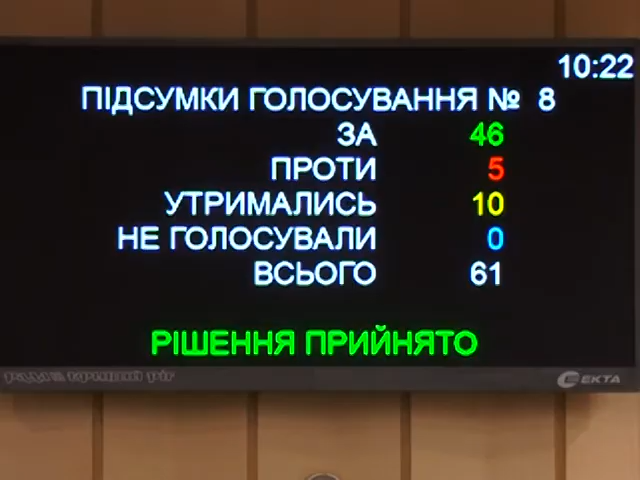 10:22
ПІДСУМКИ ГОЛОСУВАННЯ № 8
ЗА 46
ПРОТИ 5
УТРИМАЛИСЬ 10
НЕ ГОЛОСУВАЛИ 0
ВСЬОГО 61
РІШЕННЯ ПРИЙНЯТО
EKTA